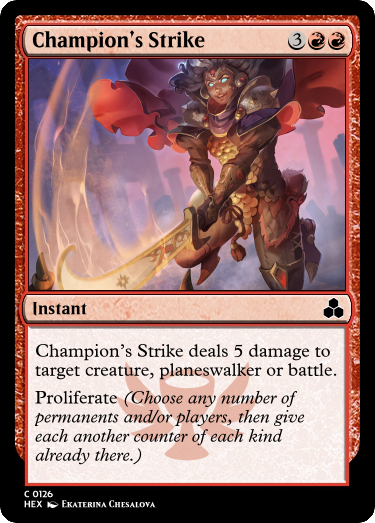 Champion's Strike 3
Instant
Champion's Strike deals 5 damage to
target creature, planeswalker or battle.
Proliferate (Choose any number of
permanents and/or players, then give
each another counter of each kind
already there.)
C 0126
HEX Ekaterina Chesalova